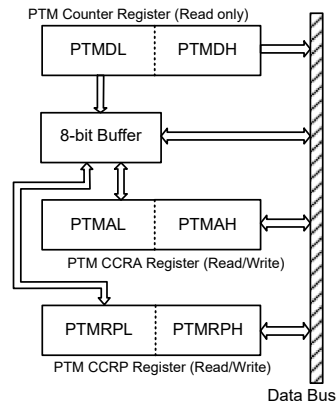 PTM Counter Register (Read only)
PTMDL PTMDH
8-bit Buffer
PTMAL PTMAH
PTM CCRA Register (Read/Write)
PTMRPL PTMRPH
PTM CCRP Register (Read/Write)
Data Bus